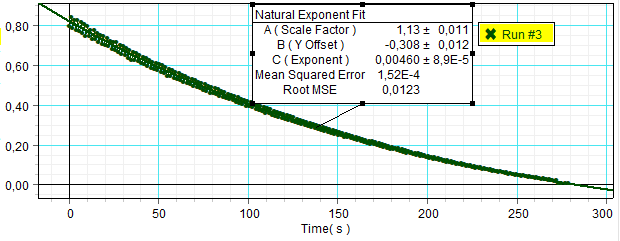 Natural Exponent Fit
A ( Scale Factor ) 1,13 ± 0,011
B ( Y Offset ) -0,308 ± 0,012
C ( Exponent ) 0,00460 ± 8,9E-5
Mean Squared Error 1,52E-4
Root MSE 0,0123
Run #3
0,80
0,60
0,40
0,20
0,00
0 50 100 150 200 250 300
Time( s )